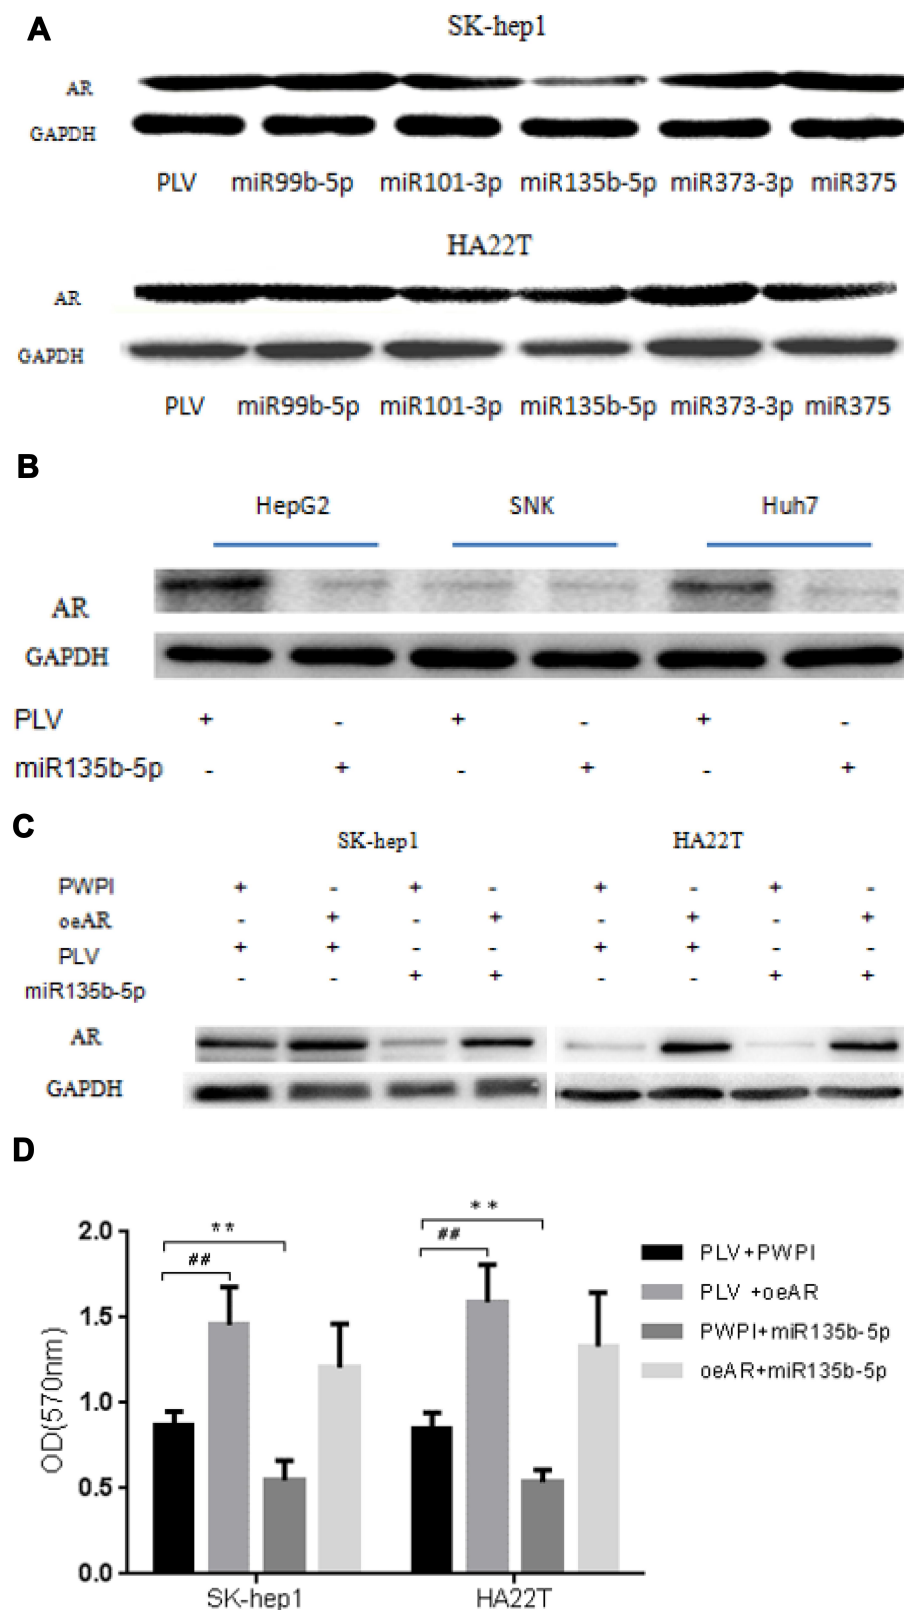 A
SK-hep1
AR
GAPDH
PLV miR99b-5p miR101-3p miR135b-5p miR373-3p miR375
HA22T
AR
GAPDH
PLV miR99b-5p miR101-3p miR135b-5p miR373-3p miR375
B
HepG2 SNK Huh7
AR
GAPDH
PLV + - + - + -
miR135b-5p - + - + - +
C
SK-hep1 HA22T
PWPI + - + - + - + -
oeAR - + - + - + - +
PLV + + - - + + - -
miR135b-5p - - + + - - + +
AR
GAPDH
D
** **
## ##
2.0
1.5
1.0
0.5
0.0
OD(570nm)
SK-hep1 HA22T
PLV+PWPI
PLV +oeAR
PWPI+miR135b-5p
oeAR+miR135b-5p